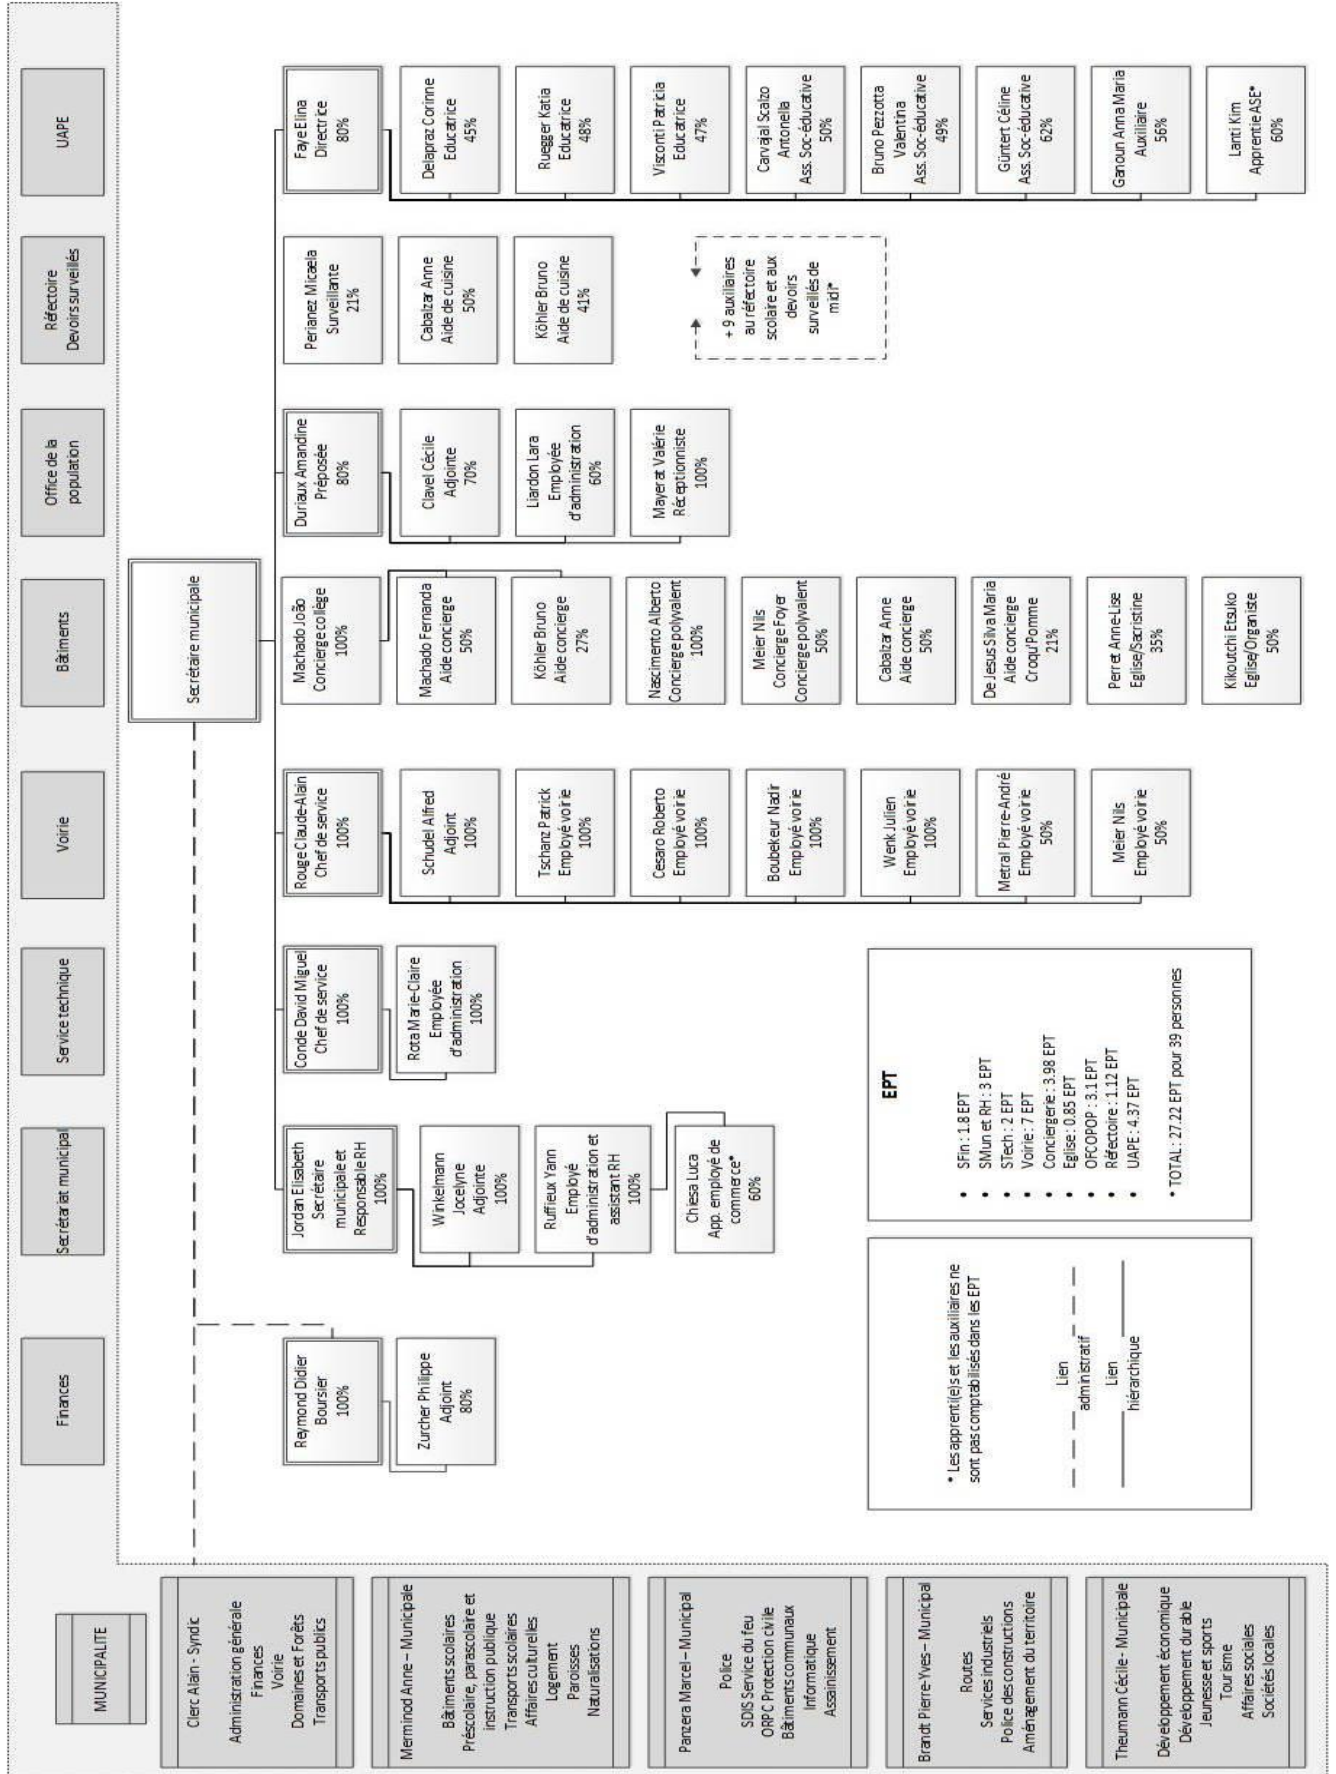 MUNICIPALITE
Finances
Secrétariat municipal
Service technique
Voirie
Bâtiments
Office de la
population
Réfectoire
Devoirs surveillés
UAPE
Clerc Alain - Syndic
Administration générale
Finances
Voirie
Domaines et Forêts
Transports publics
Merminod Anne – Municipale
Bâtiments scolaires
Préscolaire, parascolaire et
instruction publique
Transports scolaires
Affaires culturelles
Logement
Paroisses
Naturalisations
Panzera Marcel – Municipal
Police
SDIS Service du feu
ORPC Protection civile
Bâtiments communaux
Informatique
Assainissement
Brandt Pierre-Yves – Municipal
Routes
Services industriels
Police des constructions
Aménagement du territoire
Theumann Cécile - Municipale
Développement économique
Développement durable
Jeunesse et sports
Tourisme
Affaires sociales
Sociétés locales
Secrétaire municipale
Reymond Didier
Boursier
100%
Zurcher Philippe
Adjoint
80%
Jordan Elisabeth
Secrétaire
municipale et
Responsable RH
100%
Winkelmann
Jocelyne
Adjointe
100%
Ruffieux Yann
Employé
d'administration et
assistant RH
100%
Chiesa Luca
App. employé de
commerce*
60%
Conde David Miguel
Chef de service
100%
Rota Marie-Claire
Employée
d'administration
100%
Rouge Claude-Alain
Chef de service
100%
Schudel Alfred
Adjoint
100%
Tschanz Patrick
Employé voirie
100%
Cesaro Roberto
Employé voirie
100%
Boubekeur Nadir
Employé voirie
100%
Wenk Julien
Employé voirie
100%
Metral Pierre-André
Employé voirie
50%
Meier Nils
Employé voirie
50%
Machado João
Concierge collège
100%
Machado Fernanda
Aide concierge
50%
Köhler Bruno
Aide concierge
27%
Nascimento Alberto
Concierge polyvalent
100%
Meier Nils
Concierge Foyer
Concierge polyvalent
50%
Cabalzar Anne
Aide concierge
50%
De Jesus Silva Maria
Aide concierge
Croqu'Pomme
21%
Perret Anne-Lise
Eglise/Sacristine
35%
Kikoutchi Etsuko
Eglise/Organiste
50%
Duriaux Amandine
Préposée
80%
Clavel Cécile
Adjointe
70%
Liardon Lara
Employée
d'administration
60%
Mayerat Valérie
Réceptionniste
100%
Perianez Micaela
Surveillante
21%
Cabalzar Anne
Aide de cuisine
50%
Köhler Bruno
Aide de cuisine
41%
+ 9 auxiliaires
au réfectoire
scolaire et aux
devoirs
surveillés de
midi*
Faye Elina
Directrice
80%
Delapraz Corinne
Educatrice
45%
Ruegger Katia
Educatrice
48%
Visconti Patricia
Educatrice
47%
Carvajal Scalzo
Antonella
Ass. Soc-éducative
50%
Bruno Pezzotta
Valentina
Ass. Soc-éducative
49%
Güntert Céline
Ass. Soc-éducative
62%
Ganoun Anna Maria
Auxiliaire
56%
Lanti Kim
Apprentie ASE*
60%
* Les apprenti(e)s et les auxiliaires ne
sont pas comptabilisés dans les EPT
Lien
administratif
Lien
hiérarchique
EPT
• SFin : 1.8 EPT
• SMun et RH : 3 EPT
• STech : 2 EPT
• Voirie : 7 EPT
• Conciergerie : 3.98 EPT
• Eglise : 0.85 EPT
• OFCOPOP : 3.1 EPT
• Réfectoire : 1.12 EPT
• UAPE : 4.37 EPT
• TOTAL : 27.22 EPT pour 39 personnes